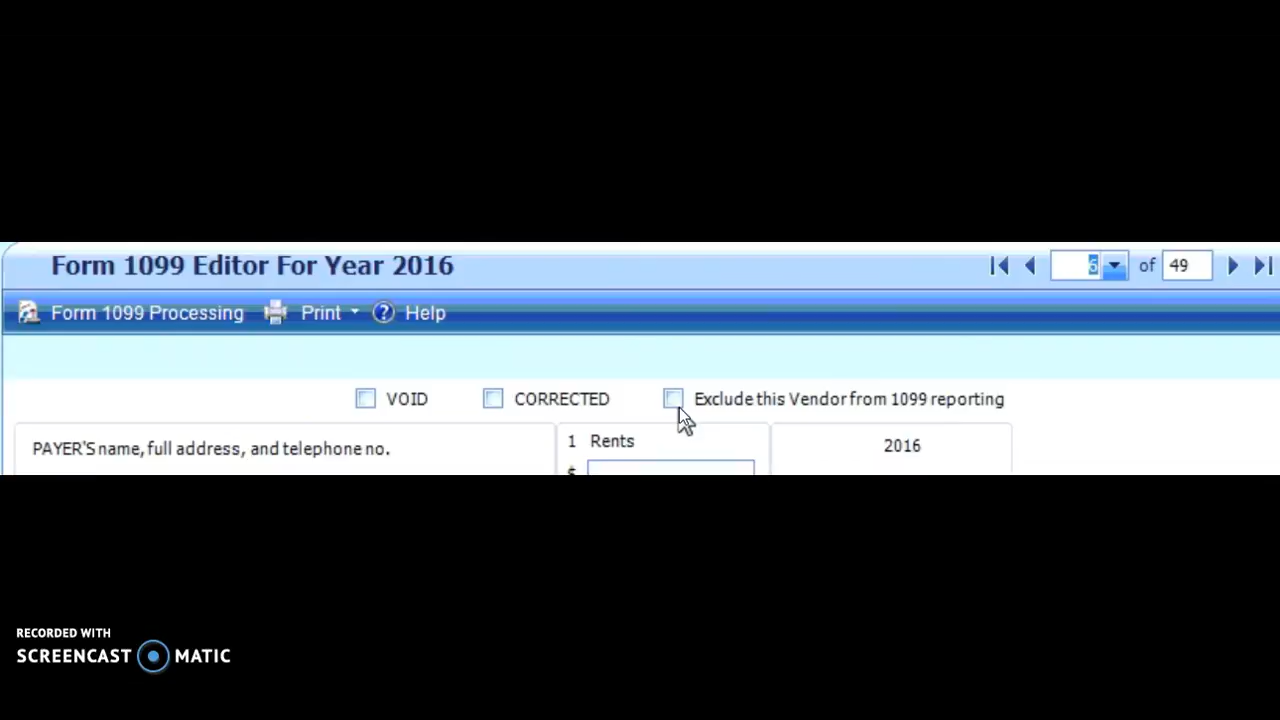 Form 1099 Editor For Year 2016
6 of 49
Form 1099 Processing Print Help
VOID CORRECTED Exclude this Vendor from 1099 reporting
PAYER'S name, full address, and telephone no.
1 Rents
$
2016
RECORDED WITH
SCREENCAST MATIC